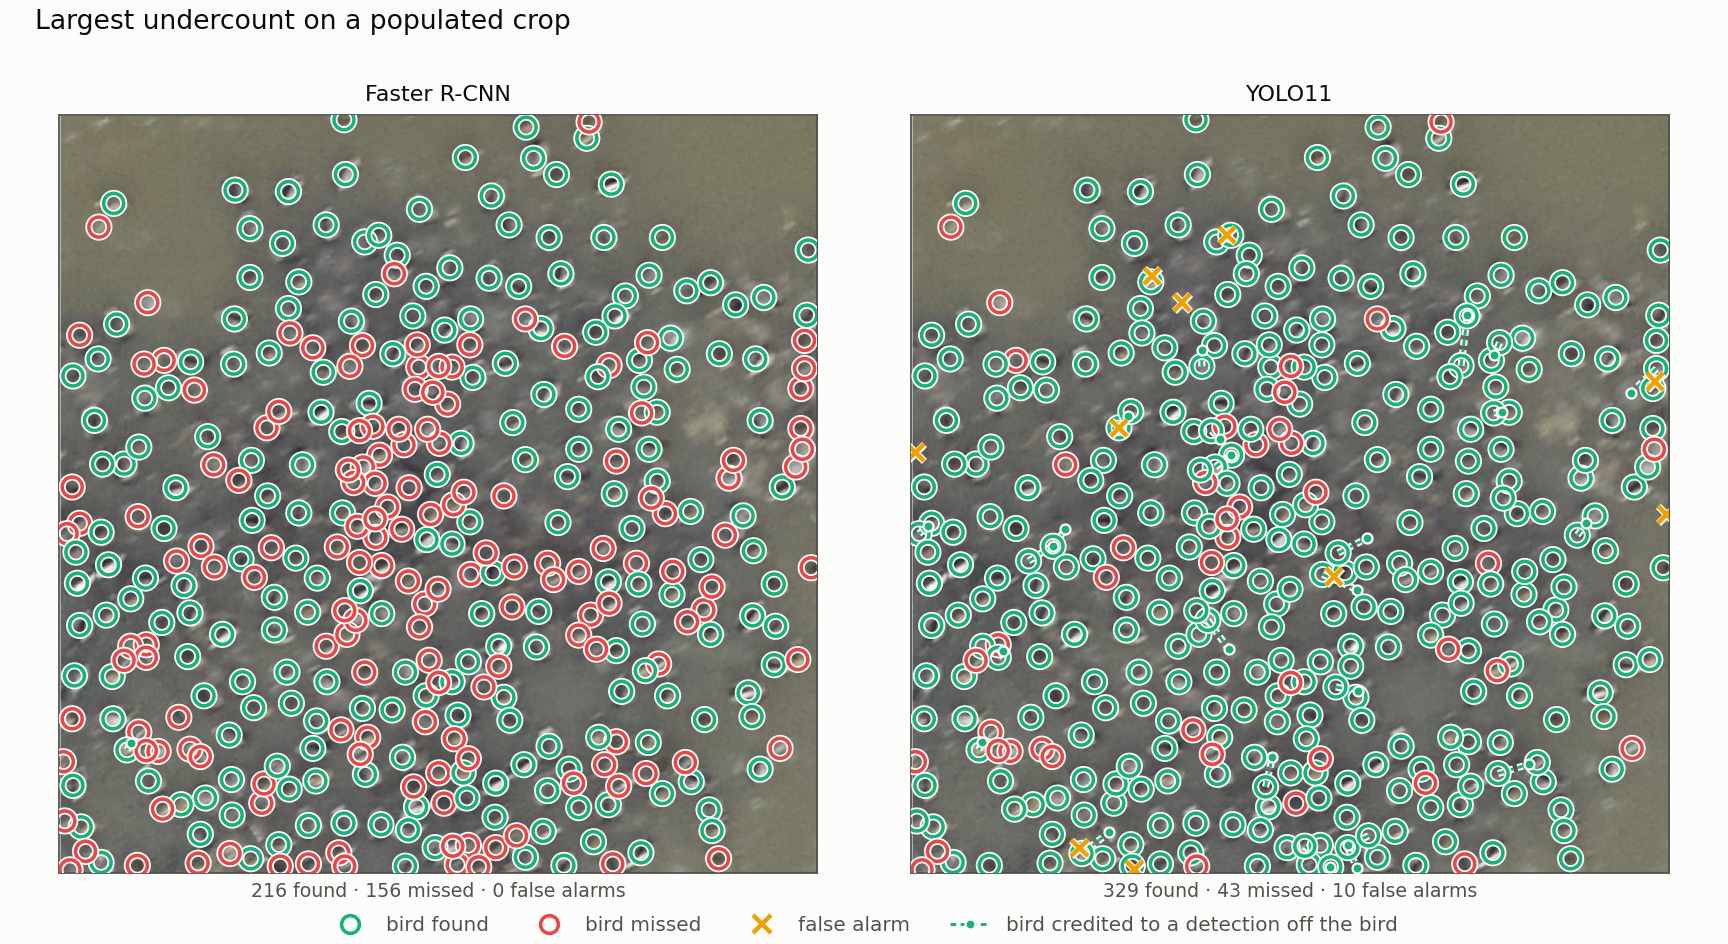 Largest undercount on a populated crop
Faster R-CNN
YOLO11
216 found · 156 missed · 0 false alarms
329 found · 43 missed · 10 false alarms
bird found
bird missed
false alarm
bird credited to a detection off the bird